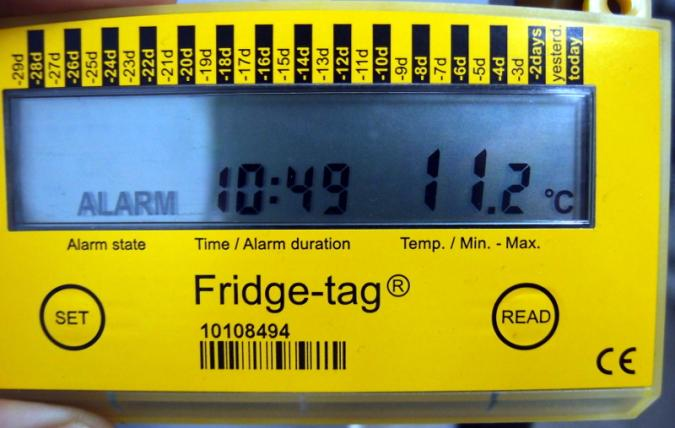 -29d -28d -27d -26d -25d -24d -23d -22d -21d -20d -19d -18d -17d -16d -15d -14d -13d -12d -11d -10d -9d -8d -7d -6d -5d -4d -3d -2days yesterd. today
ALARM 10:49 11.2 °C
Alarm state Time / Alarm duration Temp. / Min. - Max.
Fridge-tag®
SET READ
10108494
CE